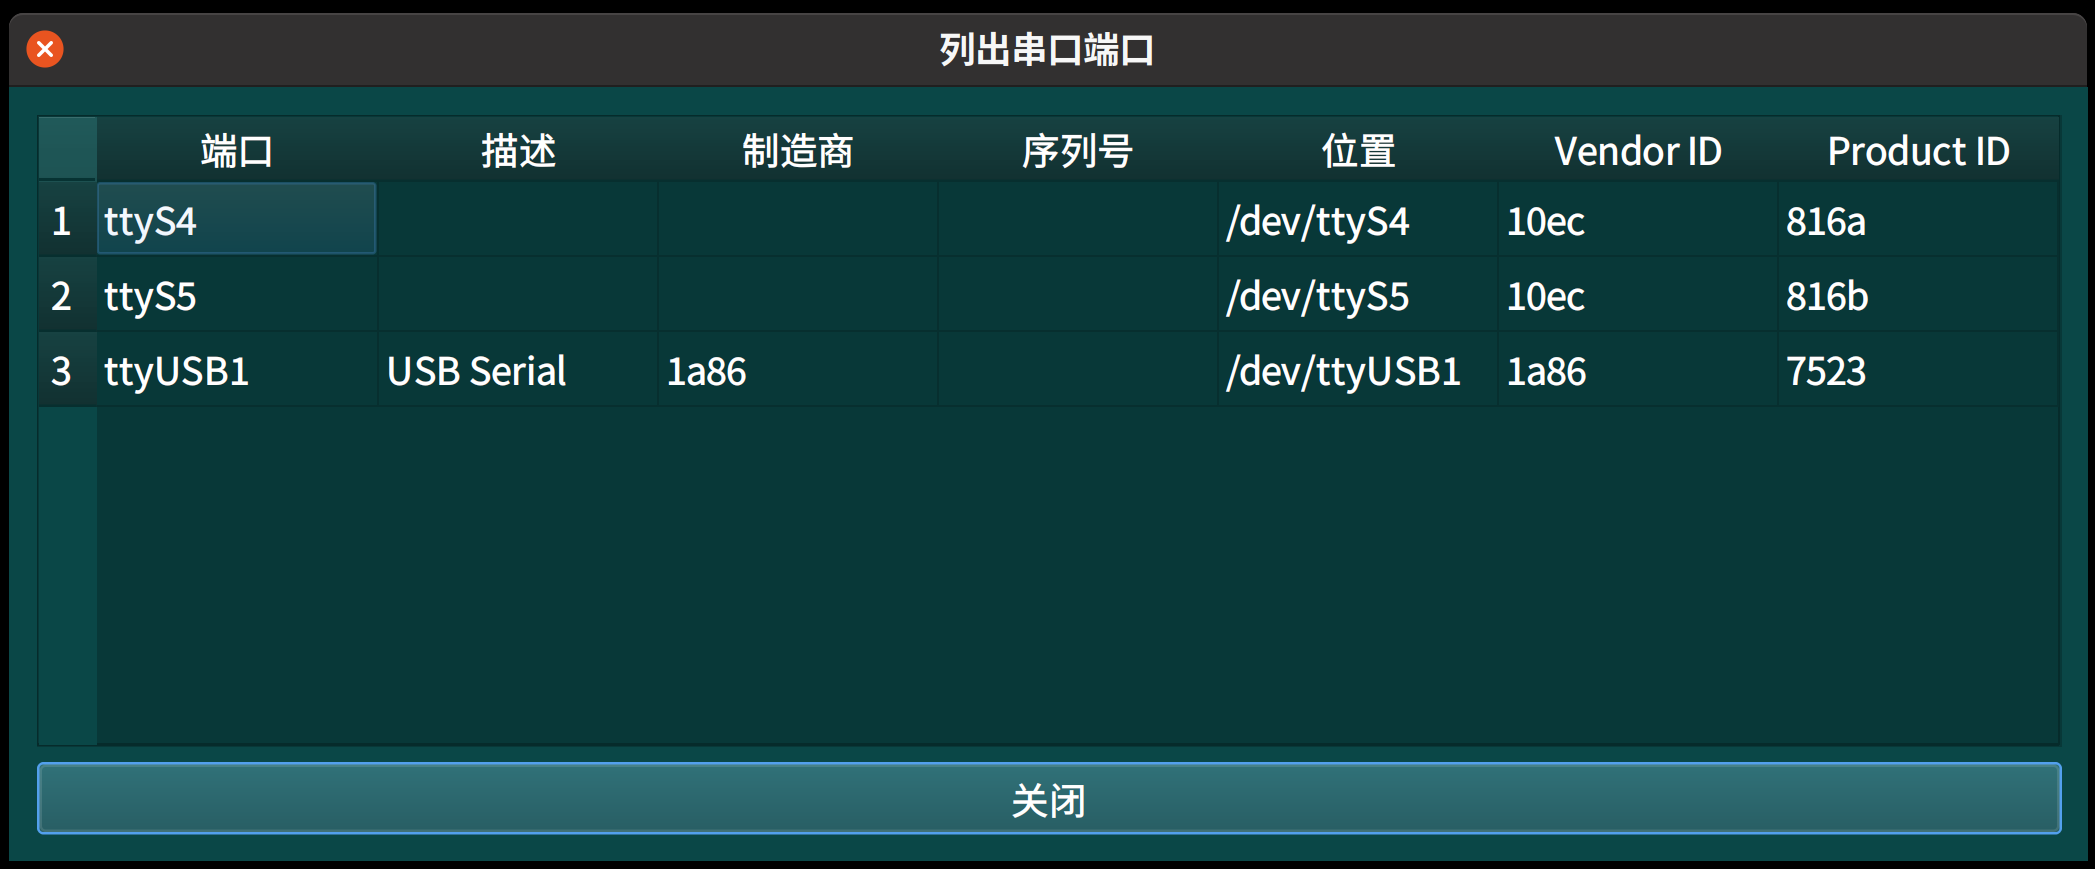 列出串口端口
端口 描述 制造商 序列号 位置 Vendor ID Product ID
1 ttyS4 /dev/ttyS4 10ec 816a
2 ttyS5 /dev/ttyS5 10ec 816b
3 ttyUSB1 USB Serial 1a86 /dev/ttyUSB1 1a86 7523
关闭